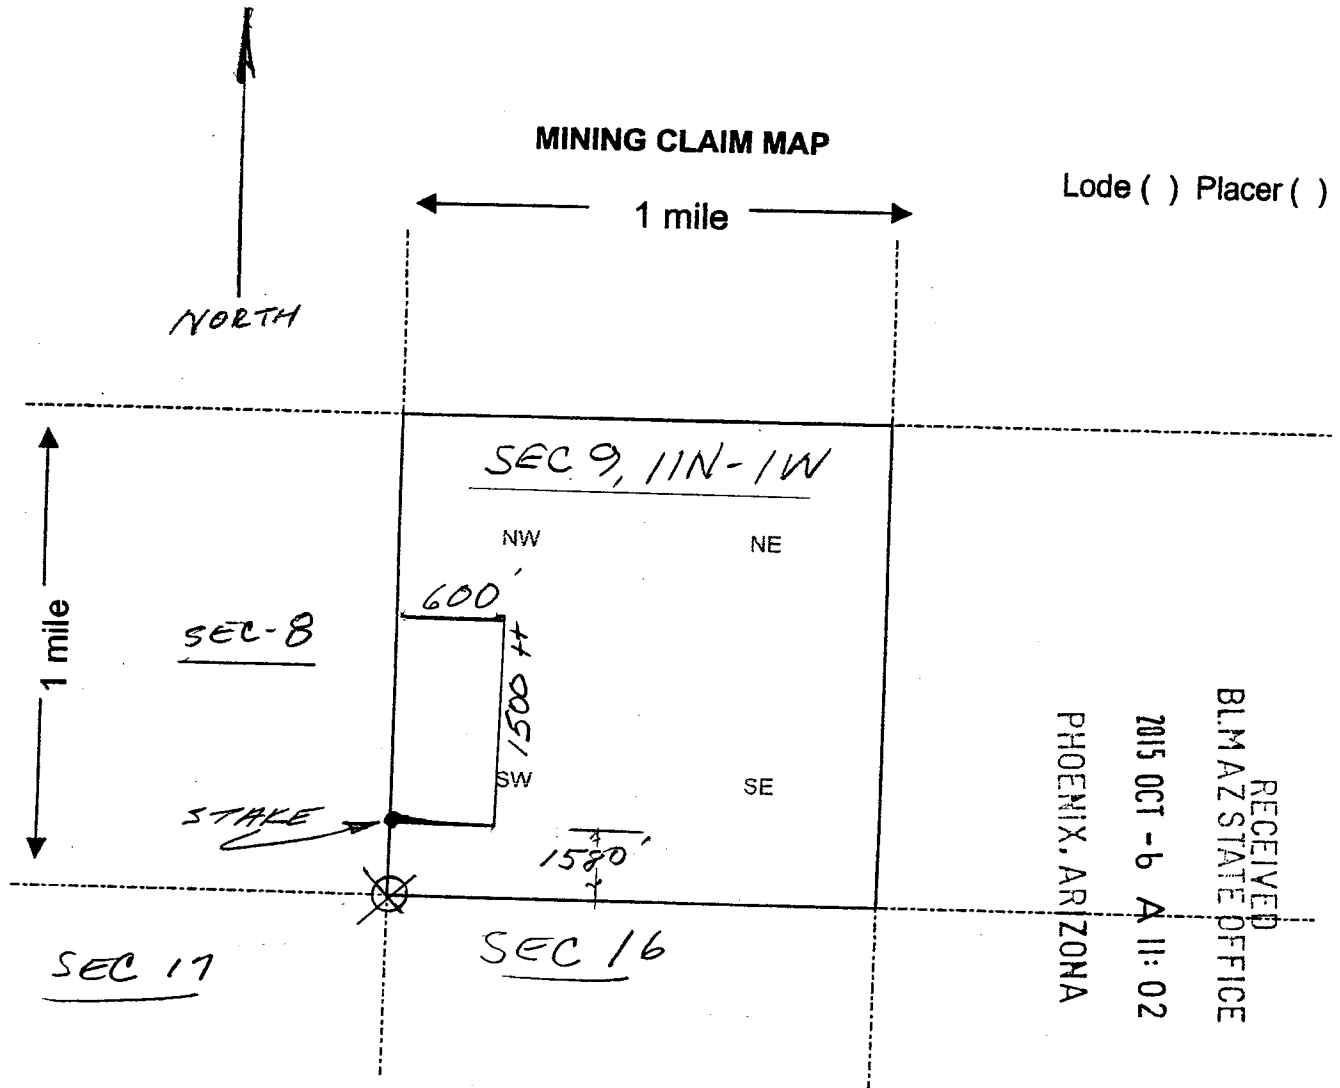 MINING CLAIM MAP
Lode ( ) Placer ( )
1 mile
NORTH
SEC 9, 11N-1W
NW
NE
600'
1 mile
SEC-8
1500 ft
SW
SE
STAKE
1580'
SEC 17
SEC 16
RECEIVED
BLM AZ STATE OFFICE
2015 OCT -6 A 11:02
PHOENIX, ARIZONA